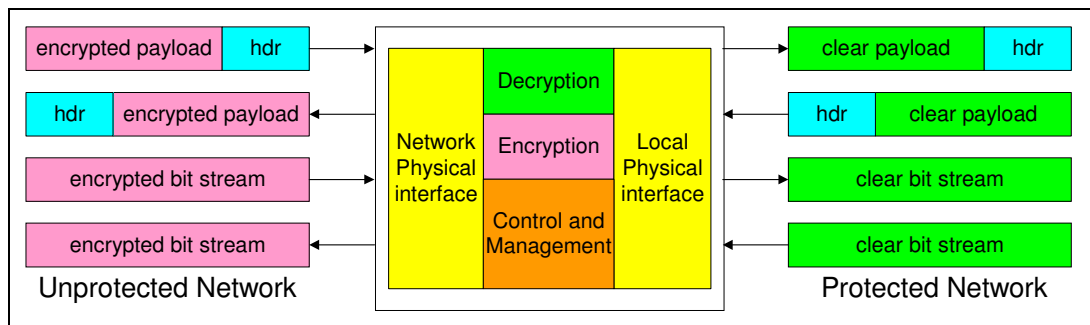 encrypted payload hdr
hdr encrypted payload
encrypted bit stream
encrypted bit stream
Unprotected Network
Network
Physical
interface
Decryption
Encryption
Control and
Management
Local
Physical
interface
clear payload hdr
hdr clear payload
clear bit stream
clear bit stream
Protected Network